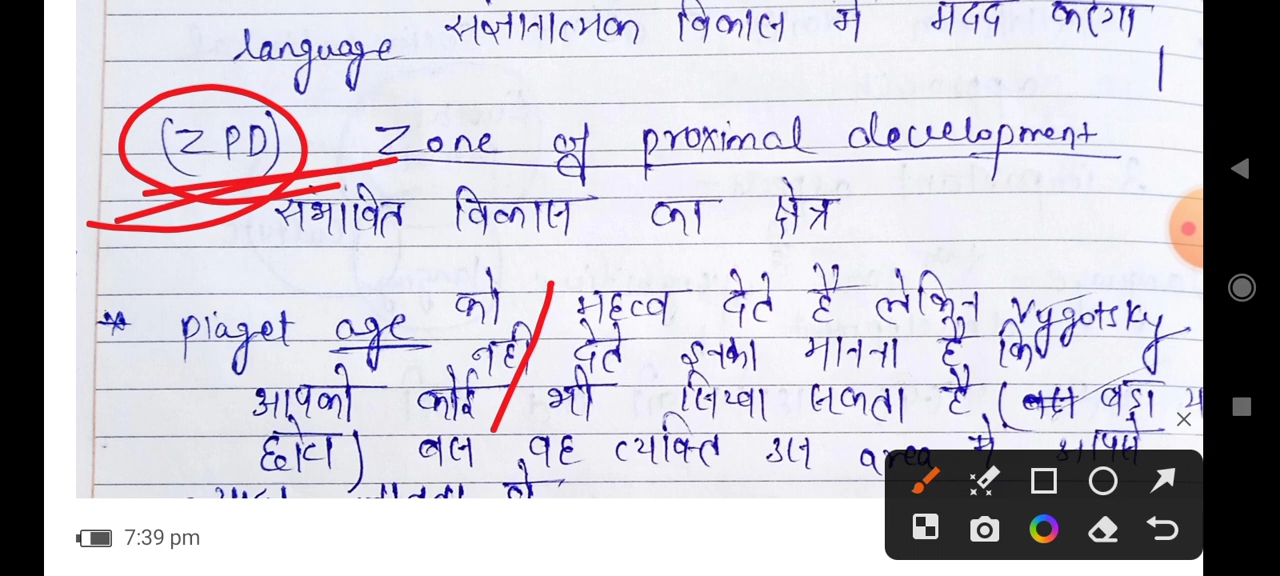 language संज्ञानात्मक विकास मे मदद करेगा |
(ZPD) Zone of proximal development
संभावित विकास का क्षेत्र
* Piaget age को महत्व देते हैं लेकिन Vygotsky
नही देते इनका मानना है कि
आपको कोई भी सिखा सकता है (बड़ा
छोटा) बस वह व्यक्ति उस area मे आपसे
7:39 pm